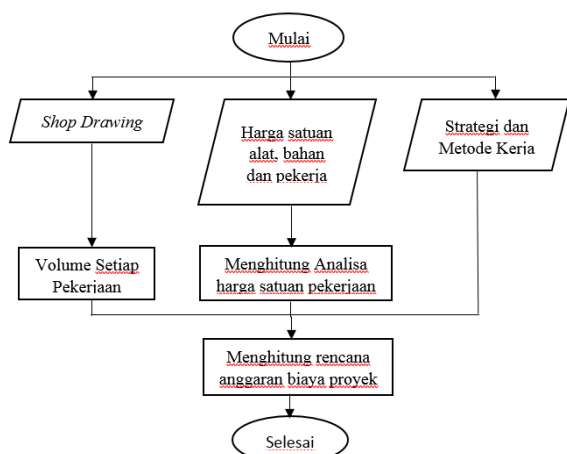 Mulai
Shop Drawing
Harga satuan
alat, bahan
dan pekerja
Strategi dan
Metode Kerja
Volume Setiap
Pekerjaan
Menghitung Analisa
harga satuan pekerjaan
Menghitung rencana
anggaran biaya proyek
Selesai